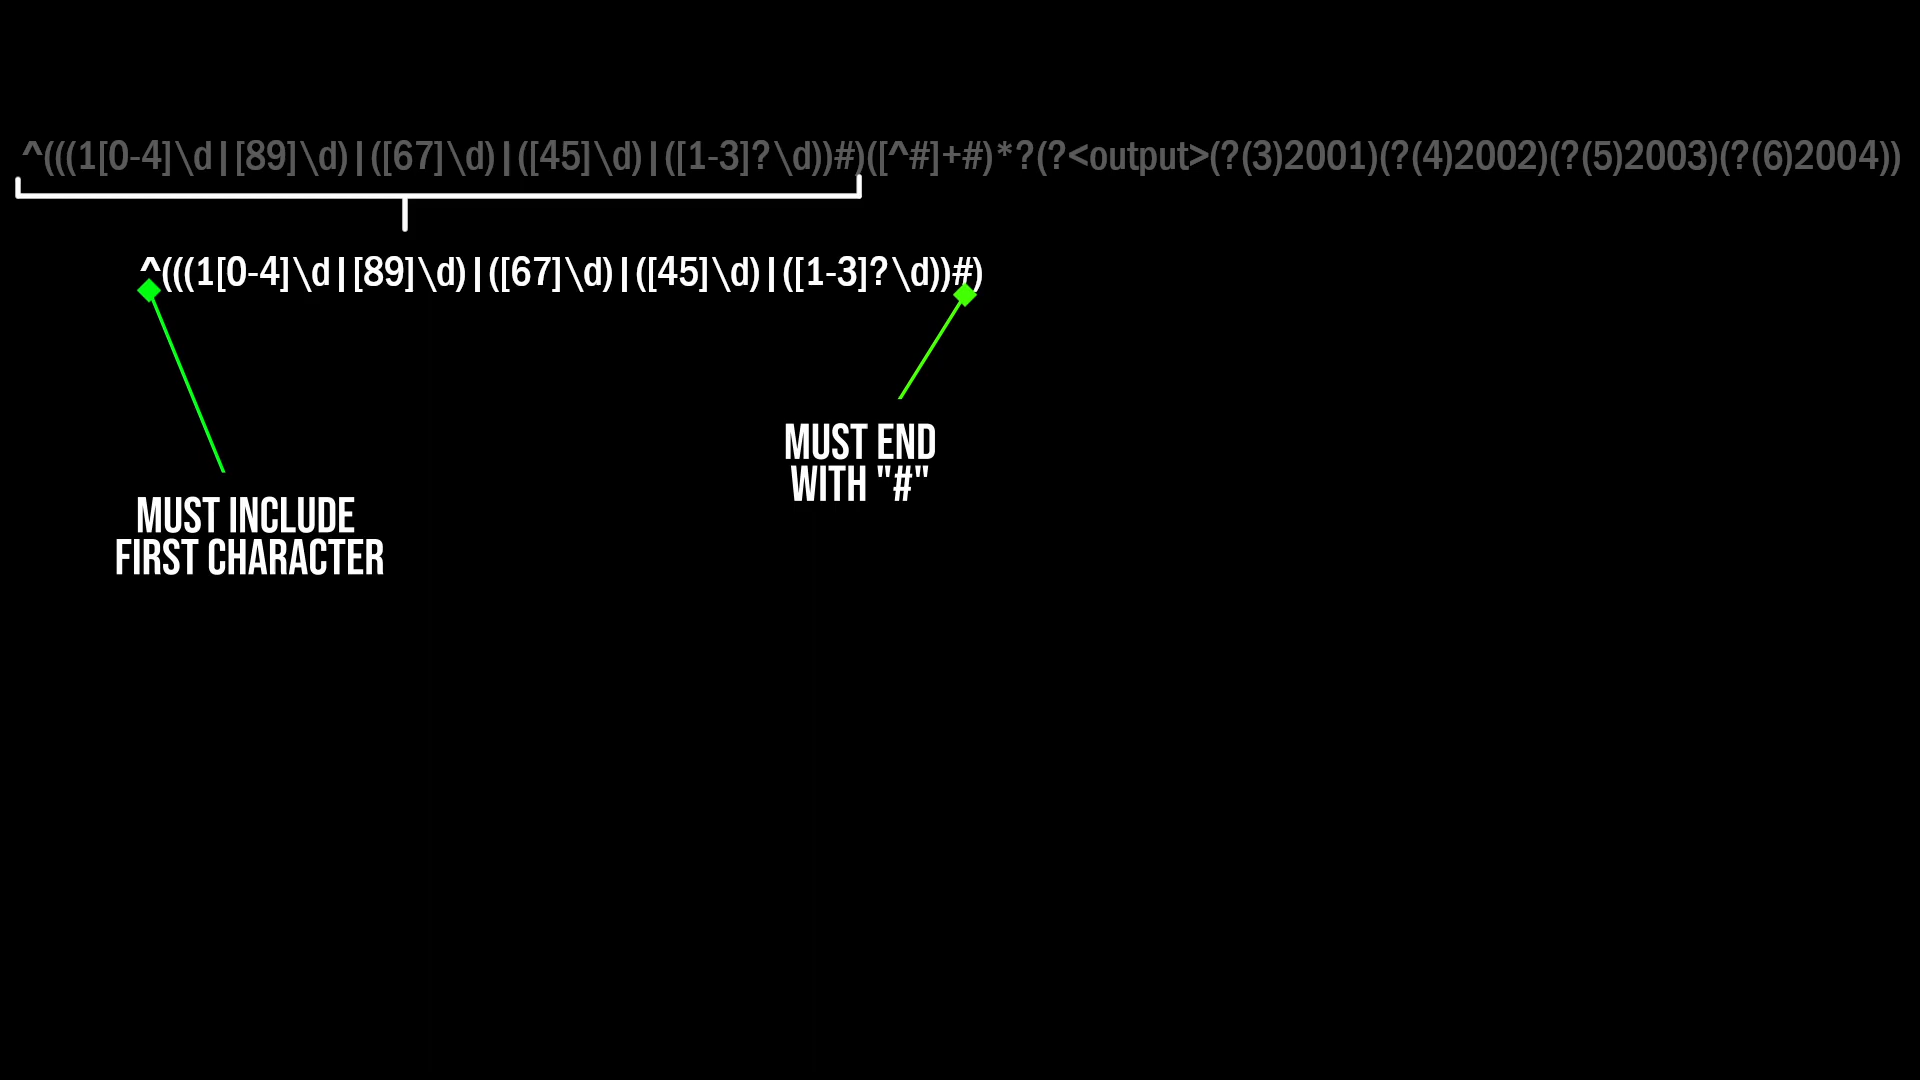 ^(((1[0-4]\d|[89]\d)|([67]\d)|([45]\d)|([1-3]?\d))#)([^#]+#)*?(?<output>(?(3)2001)(?(4)2002)(?(5)2003)(?(6)2004))
^(((1[0-4]\d|[89]\d)|([67]\d)|([45]\d)|([1-3]?\d))#)
MUST END
WITH "#"
MUST INCLUDE
FIRST CHARACTER